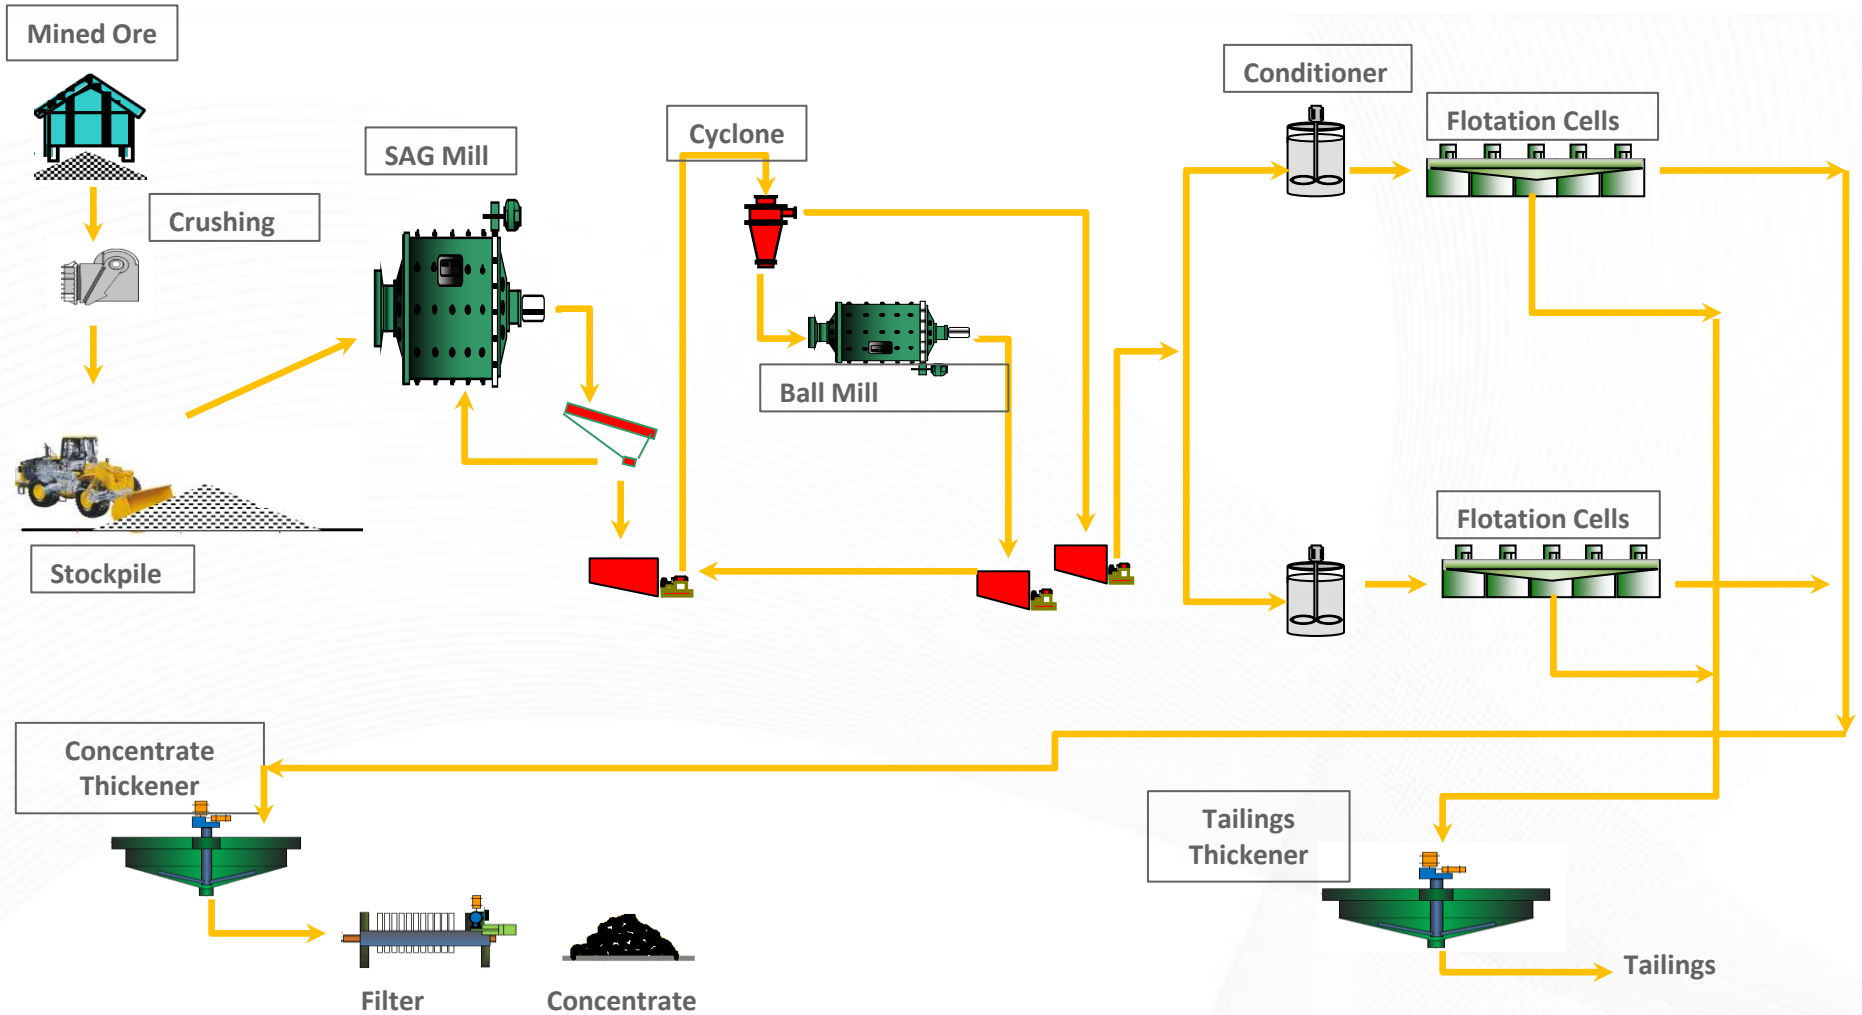 Mined Ore
Crushing
SAG Mill
Cyclone
Ball Mill
Conditioner
Flotation Cells
Flotation Cells
Stockpile
Concentrate
Thickener
Tailings
Thickener
Filter
Concentrate
Tailings